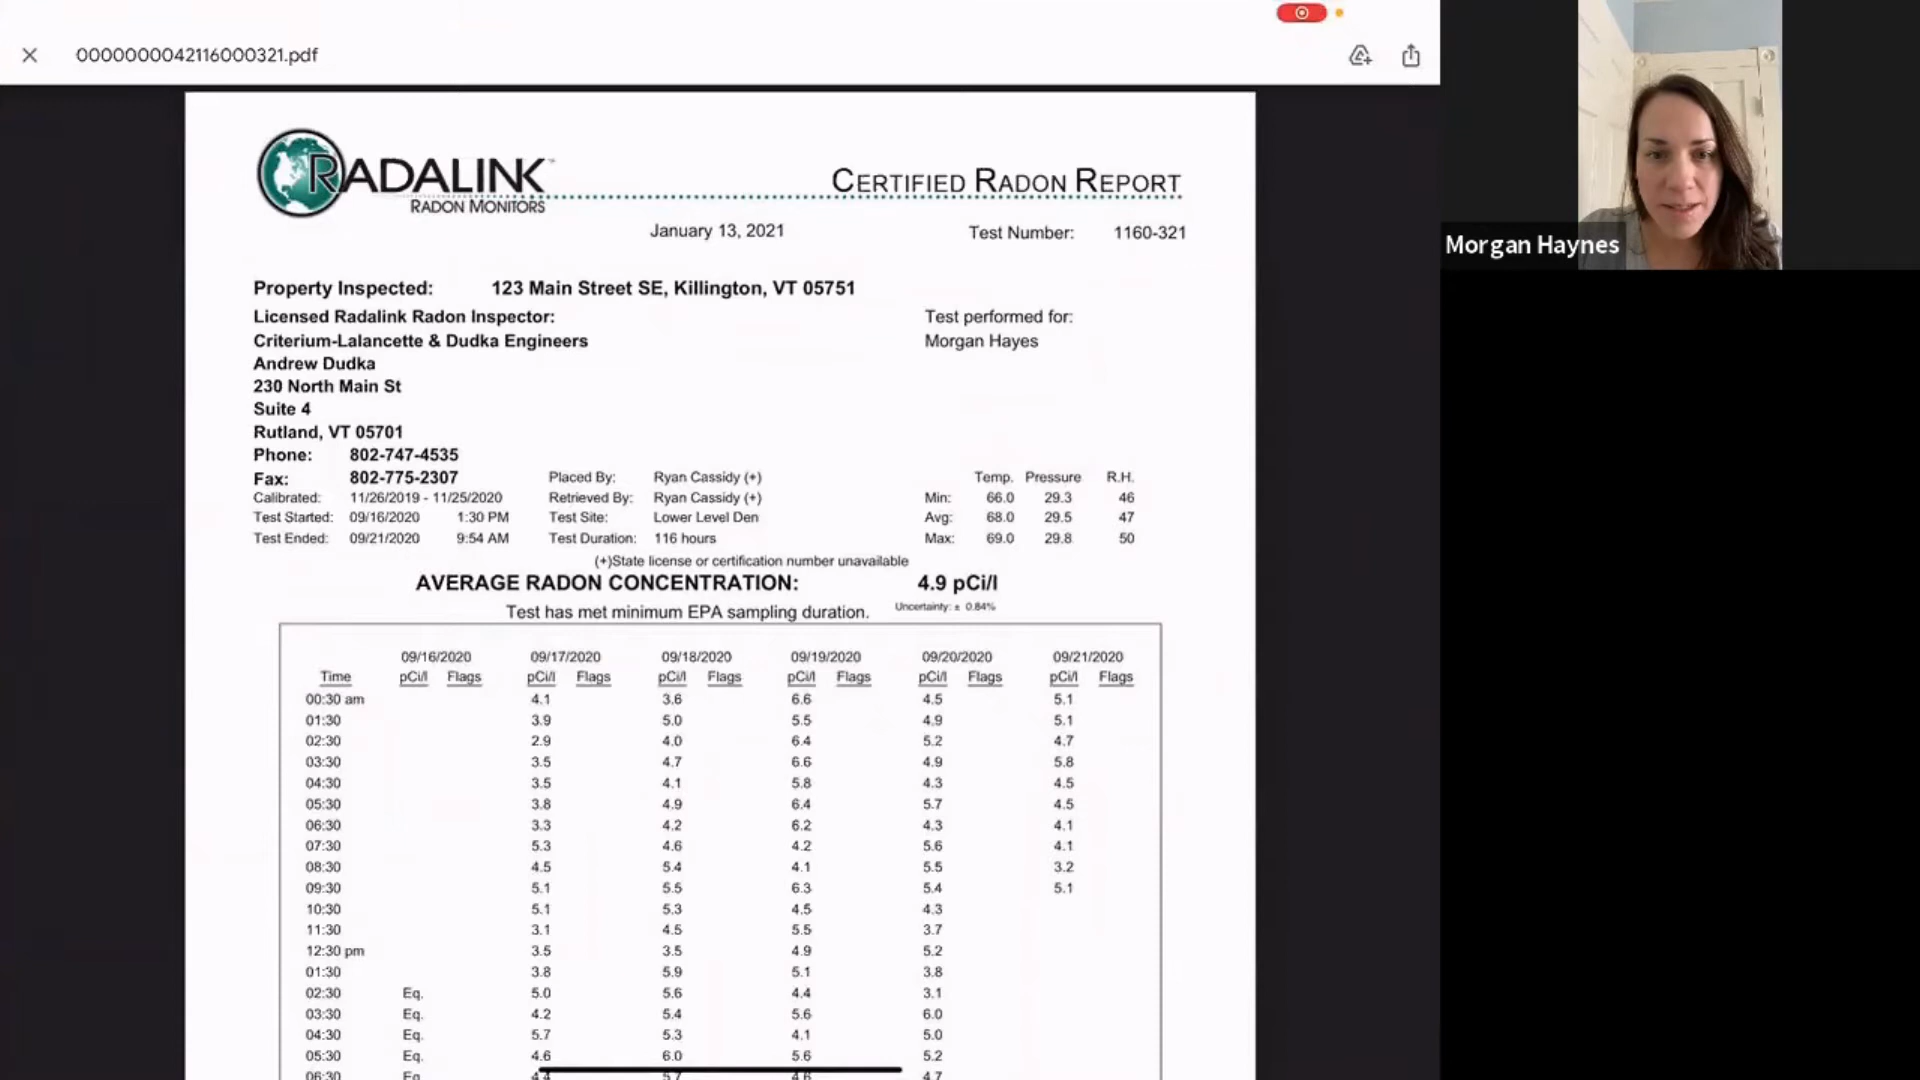 0000000042116000321.pdf
RADALINK™
RADON MONITORS
CERTIFIED RADON REPORT
January 13, 2021 Test Number: 1160-321
Property Inspected: 123 Main Street SE, Killington, VT 05751
Licensed Radalink Radon Inspector: Test performed for:
Criterium-Lalancette & Dudka Engineers Morgan Hayes
Andrew Dudka
230 North Main St
Suite 4
Rutland, VT 05701
Phone: 802-747-4535
Fax: 802-775-2307 Placed By: Ryan Cassidy (+) Temp. Pressure R.H.
Calibrated: 11/26/2019 - 11/25/2020 Retrieved By: Ryan Cassidy (+) Min: 66.0 29.3 46
Test Started: 09/16/2020 1:30 PM Test Site: Lower Level Den Avg: 68.0 29.5 47
Test Ended: 09/21/2020 9:54 AM Test Duration: 116 hours Max: 69.0 29.8 50
(+)State license or certification number unavailable
AVERAGE RADON CONCENTRATION: 4.9 pCi/l
Test has met minimum EPA sampling duration. Uncertainty: ± 0.84%
09/16/2020 09/17/2020 09/18/2020 09/19/2020 09/20/2020 09/21/2020
Time pCi/l Flags pCi/l Flags pCi/l Flags pCi/l Flags pCi/l Flags pCi/l Flags
00:30 am 4.1 3.6 6.6 4.5 5.1
01:30 3.9 5.0 5.5 4.9 5.1
02:30 2.9 4.0 6.4 5.2 4.7
03:30 3.5 4.7 6.6 4.9 5.8
04:30 3.5 4.1 5.8 4.3 4.5
05:30 3.8 4.9 6.4 5.7 4.5
06:30 3.3 4.2 6.2 4.3 4.1
07:30 5.3 4.6 4.2 5.6 4.1
08:30 4.5 5.4 4.1 5.5 3.2
09:30 5.1 5.5 6.3 5.4 5.1
10:30 5.1 5.3 4.5 4.3
11:30 3.1 4.5 5.5 3.7
12:30 pm 3.5 3.5 4.9 5.2
01:30 3.8 5.9 5.1 3.8
02:30 Eq. 5.0 5.6 4.4 3.1
03:30 Eq. 4.2 5.4 5.6 6.0
04:30 Eq. 5.7 5.3 4.1 5.0
05:30 Eq. 4.6 6.0 5.6 5.2
06:30 Eq. 4.4 5.7 4.6 4.7
Morgan Haynes